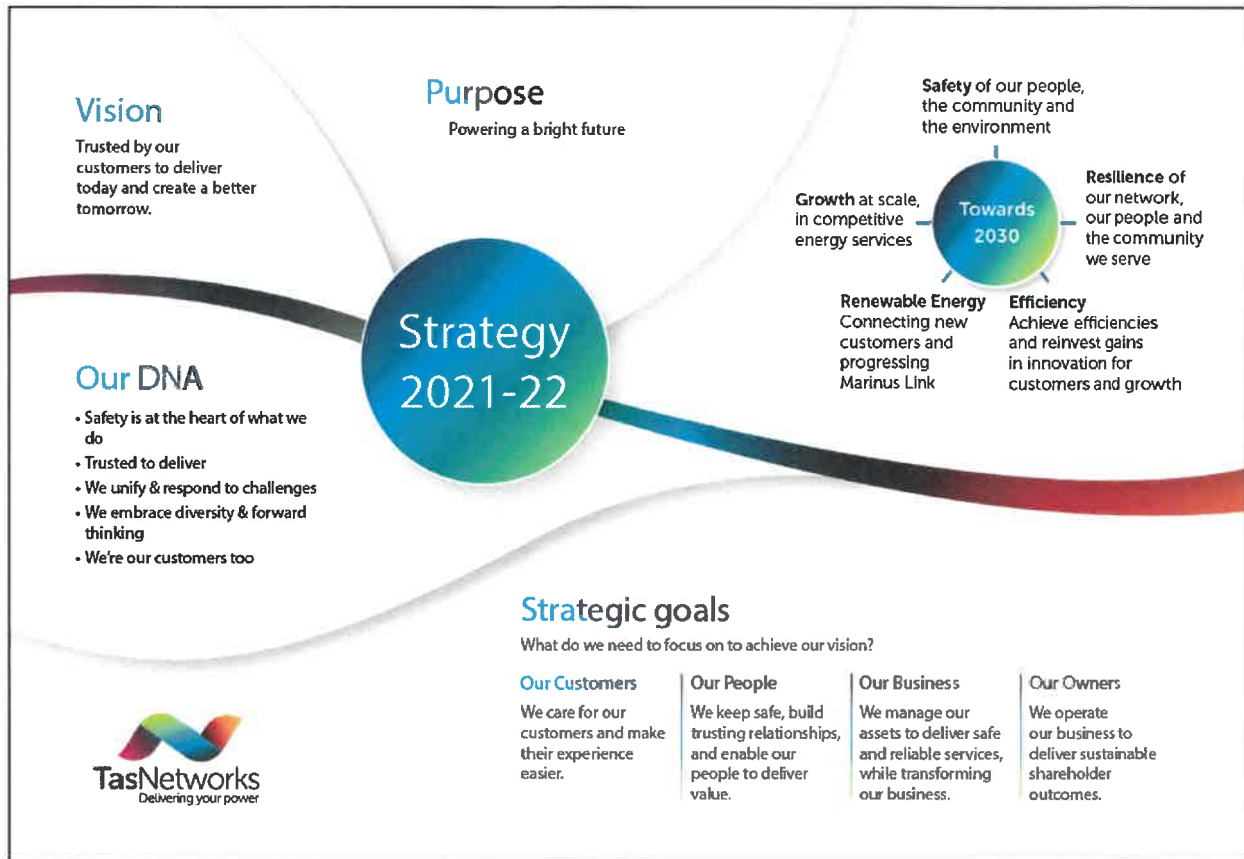 Vision
Trusted by our
customers to deliver
today and create a better
tomorrow.
Purpose
Powering a bright future
Safety of our people,
the community and
the environment
Resilience of
our network,
our people and
the community
we serve
Growth at scale,
in competitive
energy services
Towards
2030
Renewable Energy
Connecting new
customers and
progressing
Marinus Link
Efficiency
Achieve efficiencies
and reinvest gains
in innovation for
customers and growth
Strategy
2021-22
Our DNA
• Safety is at the heart of what we
do
• Trusted to deliver
• We unify & respond to challenges
• We embrace diversity & forward
thinking
• We're our customers too
Strategic goals
What do we need to focus on to achieve our vision?
Our Customers
We care for our
customers and make
their experience
easier.
Our People
We keep safe, build
trusting relationships,
and enable our
people to deliver
value.
Our Business
We manage our
assets to deliver safe
and reliable services,
while transforming
our business.
Our Owners
We operate
our business to
deliver sustainable
shareholder
outcomes.
TasNetworks
Delivering your power